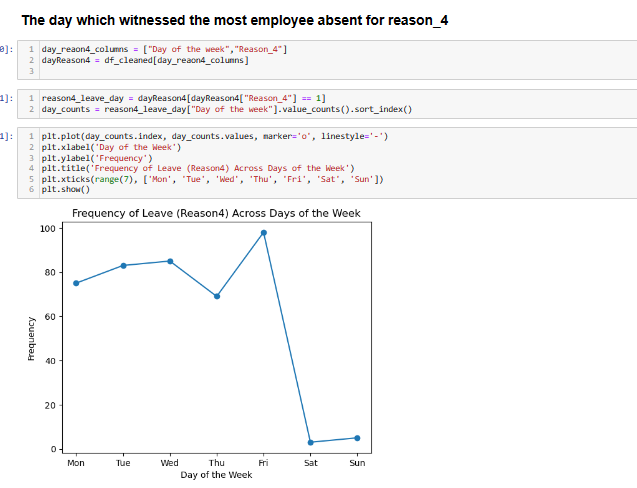 The day which witnessed the most employee absent for reason_4
1 day_reaon4_columns = ["Day of the week","Reason_4"]
2 dayReason4 = df_cleaned[day_reaon4_columns]
3
1]: 1 reason4_leave_day = dayReason4[dayReason4["Reason_4"] == 1]
2 day_counts = reason4_leave_day["Day of the week"].value_counts().sort_index()
1]: 1 plt.plot(day_counts.index, day_counts.values, marker='o', linestyle='-')
2 plt.xlabel('Day of the Week')
3 plt.ylabel('Frequency')
4 plt.title('Frequency of Leave (Reason4) Across Days of the Week')
5 plt.xticks(range(7), ['Mon', 'Tue', 'Wed', 'Thu', 'Fri', 'Sat', 'Sun'])
6 plt.show()
Frequency of Leave (Reason4) Across Days of the Week
100
80
60
40
20
0
Frequency
Mon Tue Wed Thu Fri Sat Sun
Day of the Week